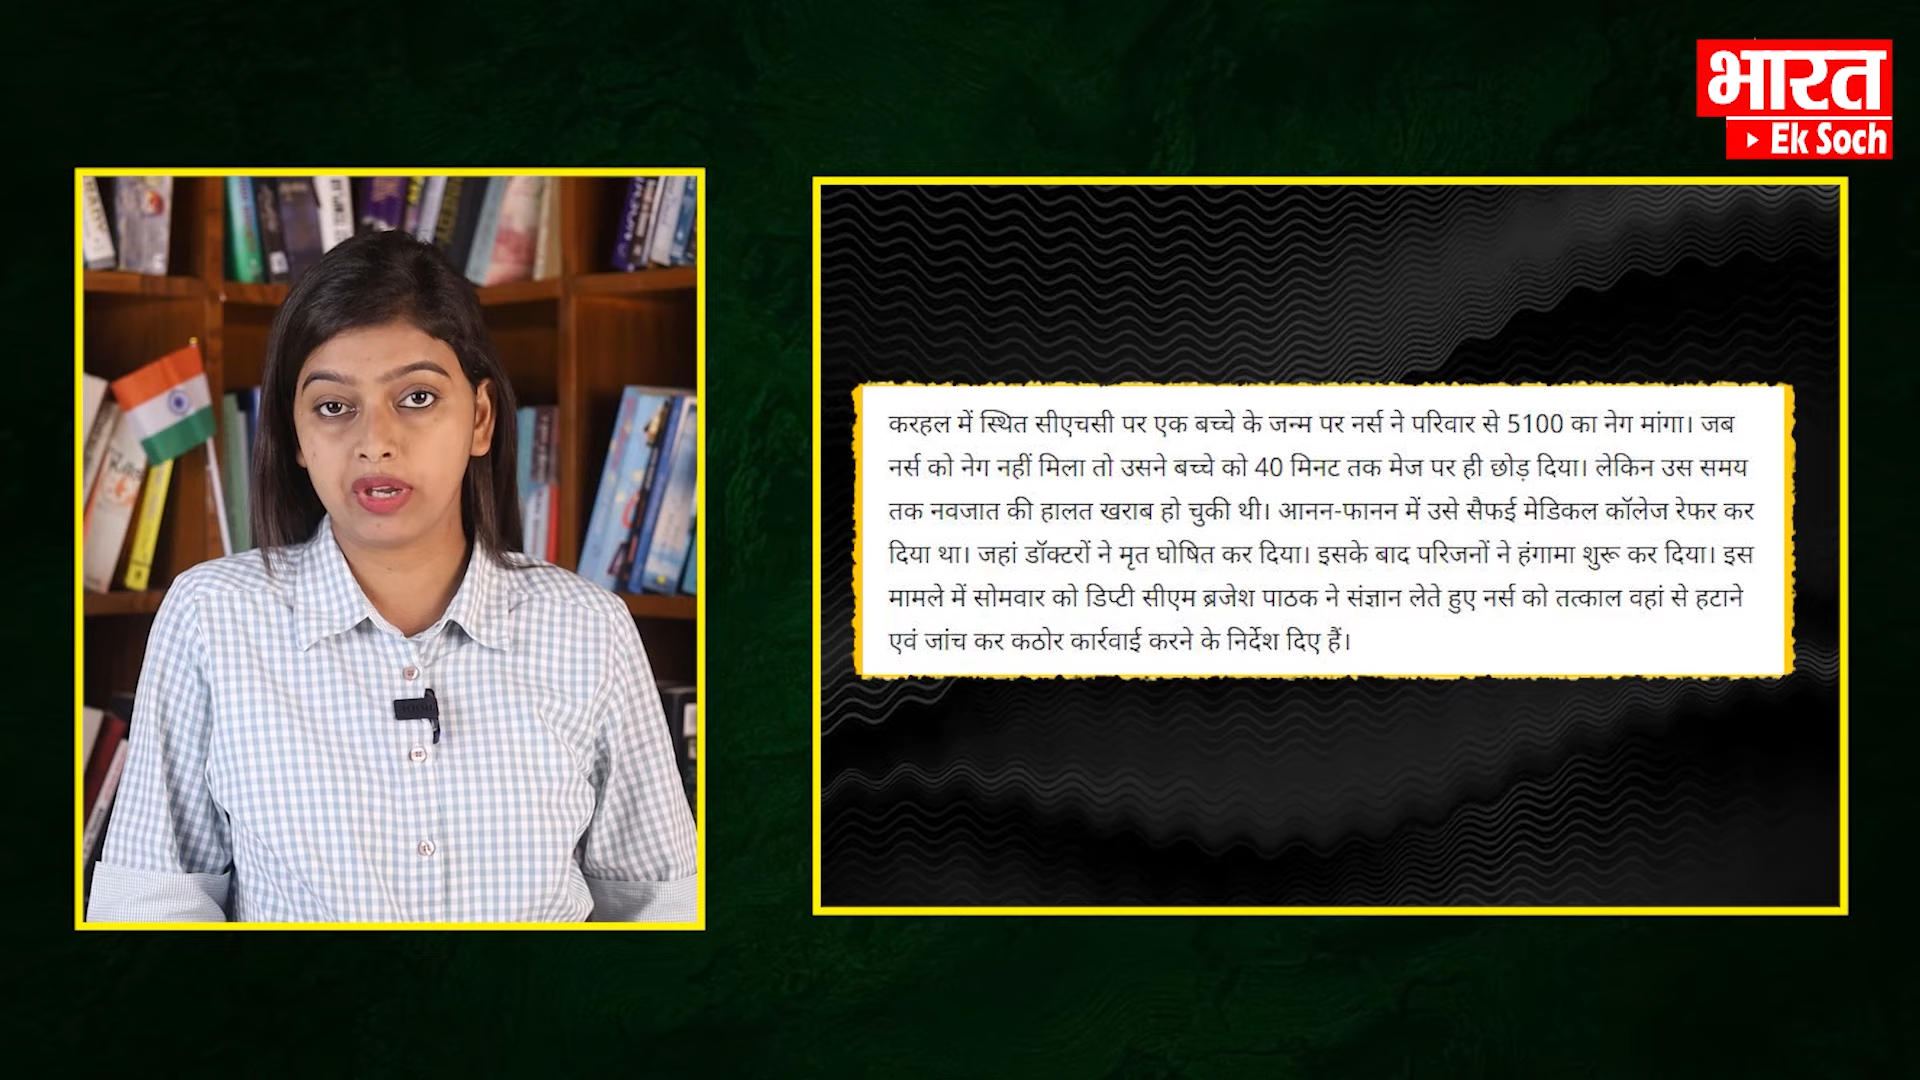 भारत
Ek Soch
करहल में स्थित सीएचसी पर एक बच्चे के जन्म पर नर्स ने परिवार से 5100 का नेग मांगा। जब
नर्स को नेग नहीं मिला तो उसने बच्चे को 40 मिनट तक मेज पर ही छोड़ दिया। लेकिन उस समय
तक नवजात की हालत खराब हो चुकी थी। आनन-फानन में उसे सैफई मेडिकल कॉलेज रेफर कर
दिया था। जहां डॉक्टरों ने मृत घोषित कर दिया। इसके बाद परिजनों ने हंगामा शुरू कर दिया। इस
मामले में सोमवार को डिप्टी सीएम ब्रजेश पाठक ने संज्ञान लेते हुए नर्स को तत्काल वहां से हटाने
एवं जांच कर कठोर कार्रवाई करने के निर्देश दिए हैं।